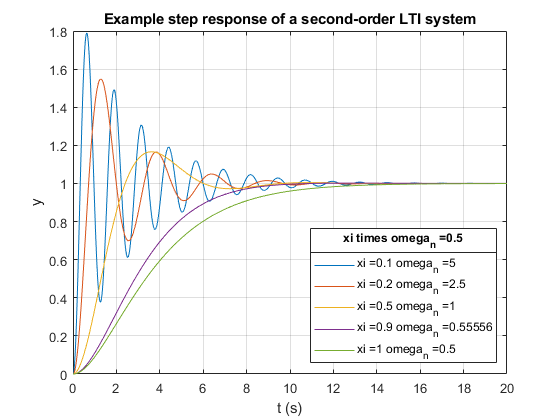 Example step response of a second-order LTI system
1.8
1.6
1.4
1.2
1
0.8
0.6
0.4
0.2
0
y
xi times omega_n =0.5
xi =0.1 omega_n =5
xi =0.2 omega_n =2.5
xi =0.5 omega_n =1
xi =0.9 omega_n =0.55556
xi =1 omega_n =0.5
0 2 4 6 8 10 12 14 16 18 20
t (s)